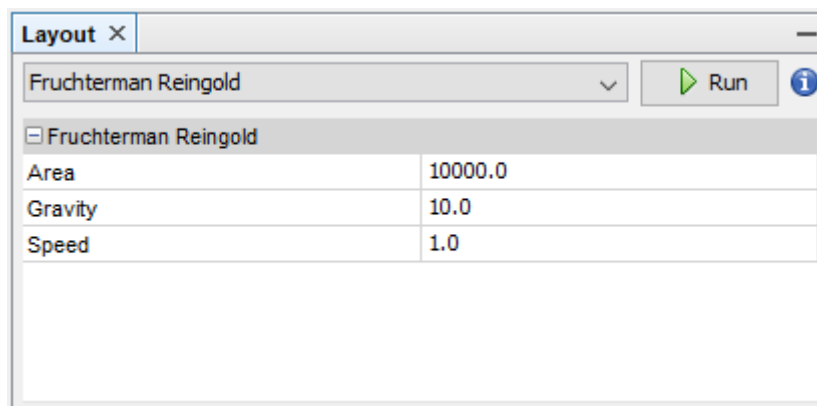 Layout
Fruchterman Reingold Run
Fruchterman Reingold
Area 10000.0
Gravity 10.0
Speed 1.0